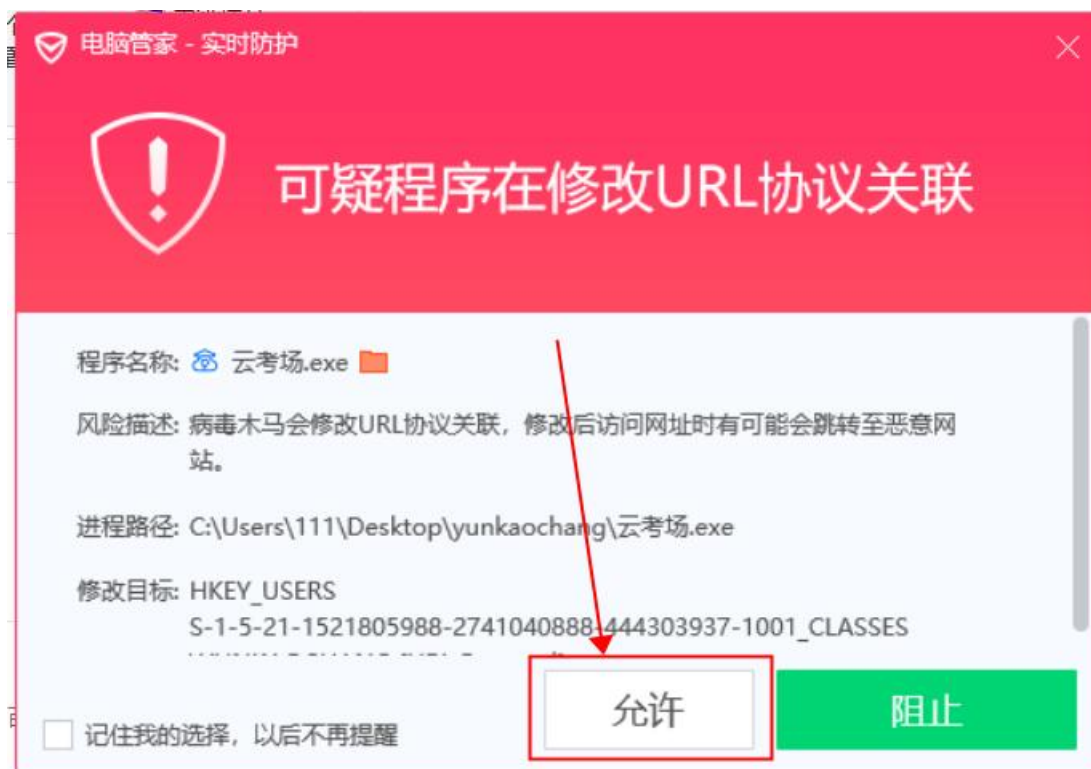 电脑管家 - 实时防护
可疑程序在修改URL协议关联
程序名称: 云考场.exe
风险描述: 病毒木马会修改URL协议关联，修改后访问网址时有可能会跳转至恶意网
站。
进程路径: C:\Users\111\Desktop\yunkaochang\云考场.exe
修改目标: HKEY_USERS
S-1-5-21-1521805988-2741040888-444303937-1001_CLASSES
记住我的选择，以后不再提醒
允许
阻止